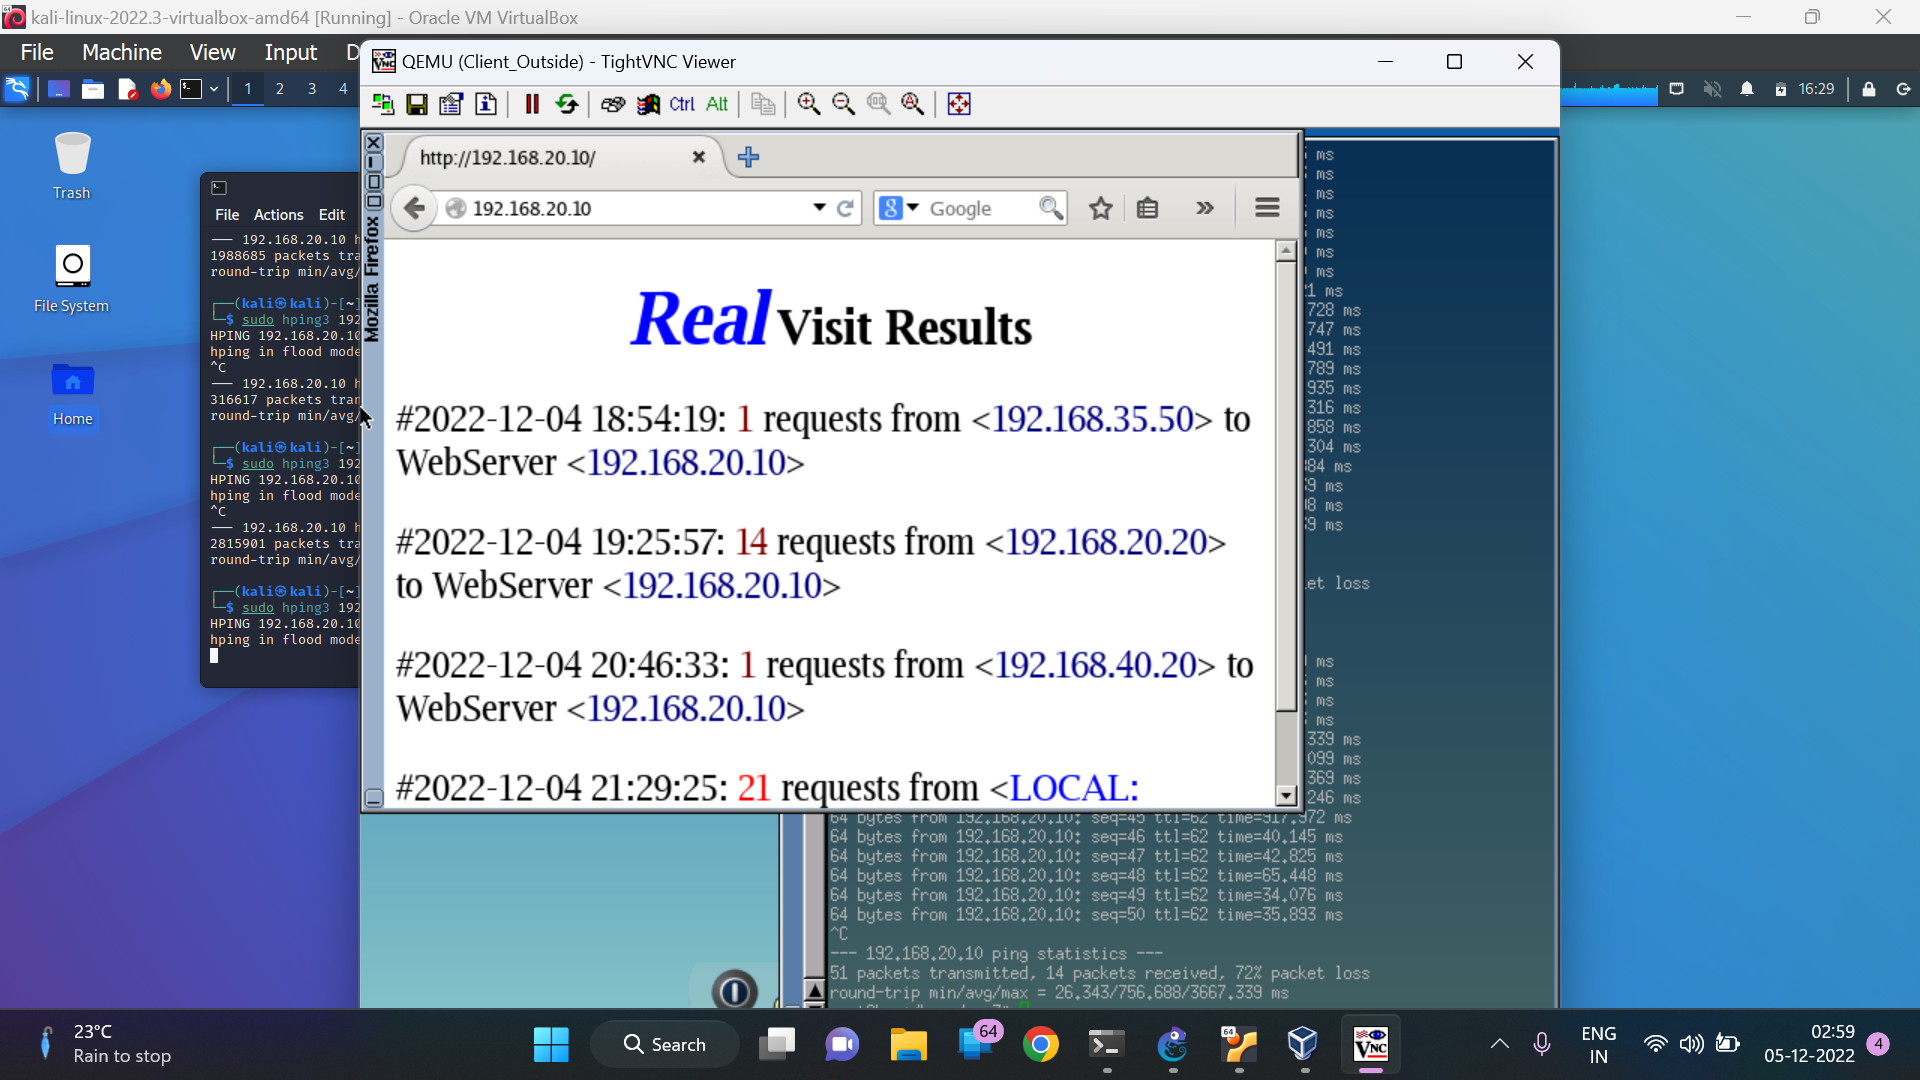 kali-linux-2022.3-virtualbox-amd64 [Running] - Oracle VM VirtualBox
File Machine View Input
QEMU (Client_Outside) - TightVNC Viewer
Ctrl Alt
1 2 3 4
16:29
Trash
File System
Home
File Actions Edit
192.168.20.10
1988685 packets
round-trip min/avg/
(kali㉿kali)-[~]
$ sudo hping3
HPING 192.168.20.10
hping in flood mode
^C
192.168.20.10
316617 packets
round-trip min/avg/
(kali㉿kali)-[~]
$ sudo hping3
HPING 192.168.20.10
hping in flood mode
^C
192.168.20.10
2815901 packets
round-trip min/avg/
(kali㉿kali)-[~]
$ sudo hping3
HPING 192.168.20.10
hping in flood mode
Mozilla Firefox
http://192.168.20.10/
192.168.20.10
8 Google
Real Visit Results
#2022-12-04 18:54:19: 1 requests from <192.168.35.50> to
WebServer <192.168.20.10>
#2022-12-04 19:25:57: 14 requests from <192.168.20.20>
to WebServer <192.168.20.10>
#2022-12-04 20:46:33: 1 requests from <192.168.40.20> to
WebServer <192.168.20.10>
#2022-12-04 21:29:25: 21 requests from <LOCAL:
ms
ms
ms
ms
ms
ms
ms
ms
728 ms
747 ms
491 ms
789 ms
935 ms
316 ms
858 ms
304 ms
ms
ms
ms
ms
loss
ms
ms
ms
ms
339 ms
099 ms
369 ms
246 ms
64 bytes from 192.168.20.10: seq=45 ttl=62 time=917.972 ms
64 bytes from 192.168.20.10: seq=46 ttl=62 time=40.145 ms
64 bytes from 192.168.20.10: seq=47 ttl=62 time=42.825 ms
64 bytes from 192.168.20.10: seq=48 ttl=62 time=65.448 ms
64 bytes from 192.168.20.10: seq=49 ttl=62 time=34.076 ms
64 bytes from 192.168.20.10: seq=50 ttl=62 time=35.893 ms
^C
--- 192.168.20.10 ping statistics ---
51 packets transmitted, 14 packets received, 72% packet loss
round-trip min/avg/max = 26.343/756.688/3667.339 ms
23°C
Rain to stop
Search
64
64
VNC
ENG
IN
02:59
05-12-2022
4